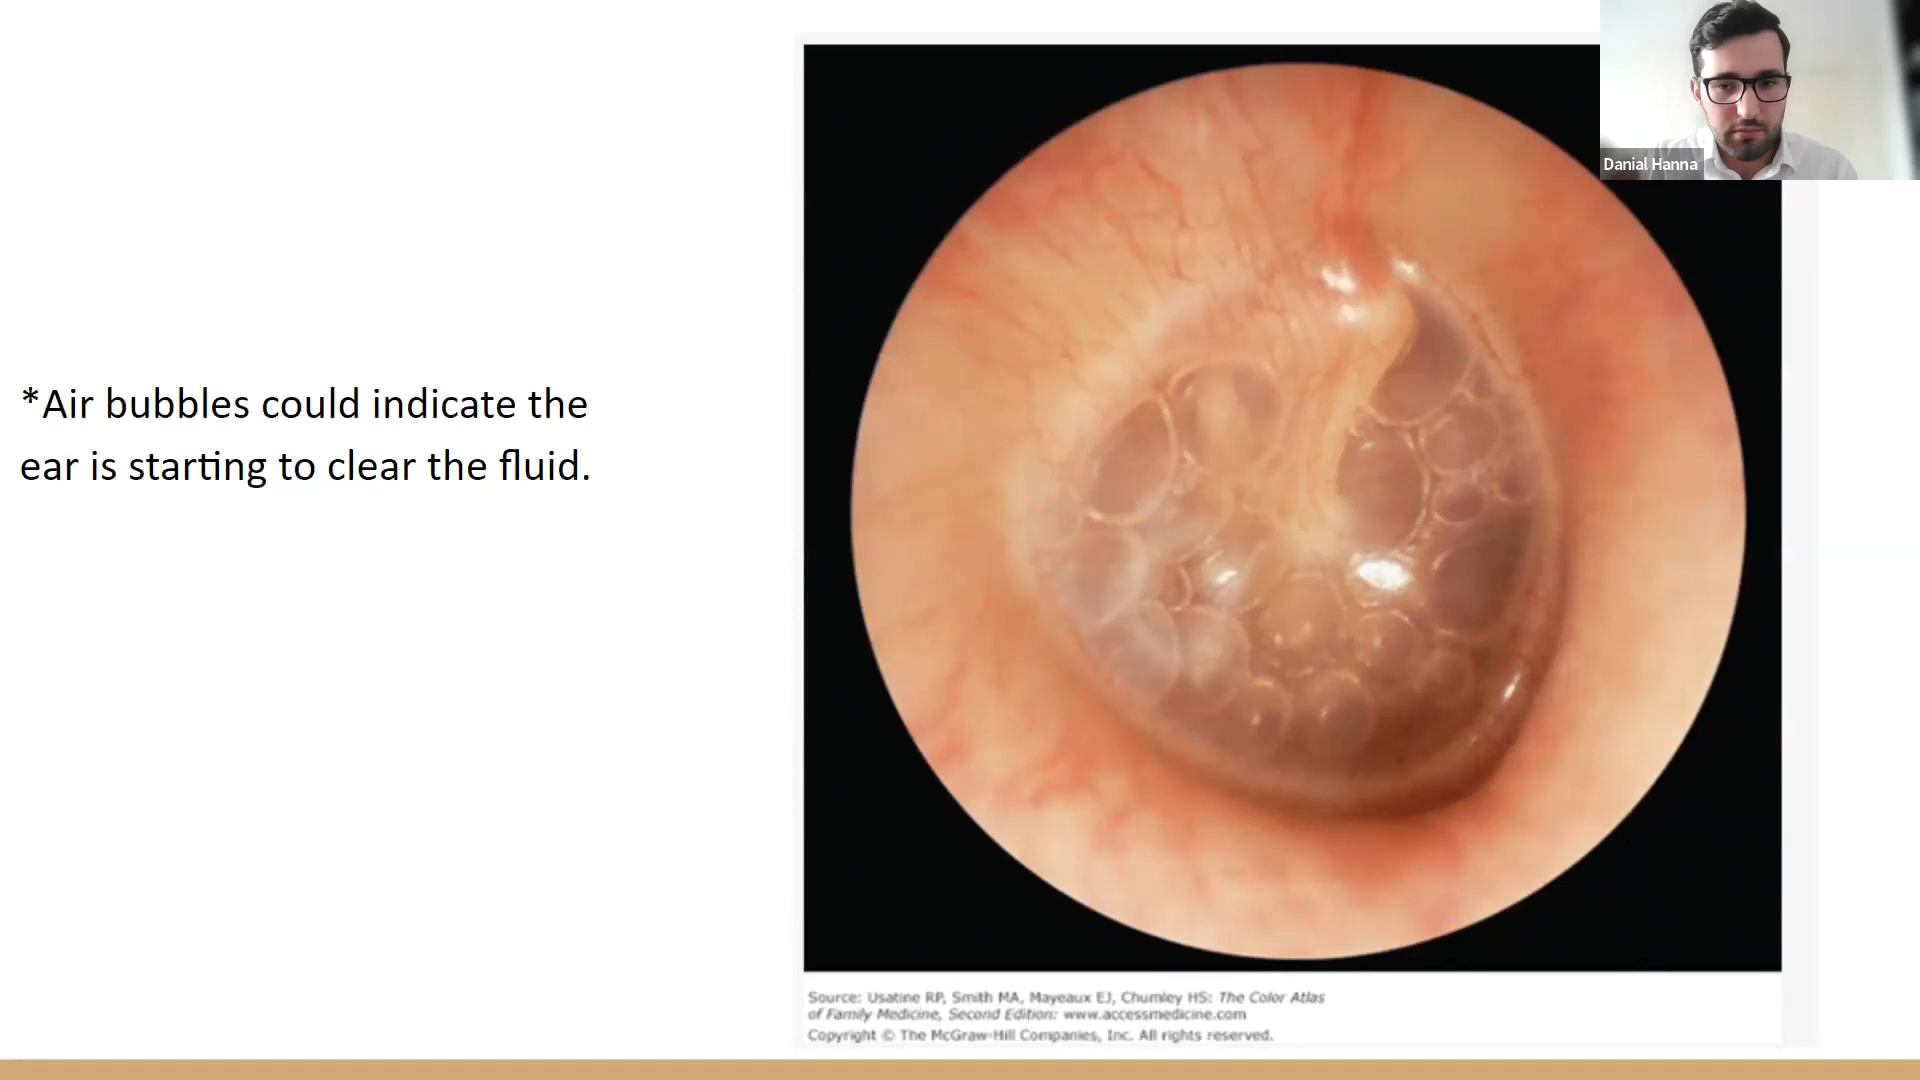 *Air bubbles could indicate the
ear is starting to clear the fluid.
Danial Hanna
Source: Usatine RP, Smith MA, Mayeaux EJ, Chumley HS: The Color Atlas
of Family Medicine, Second Edition: www.accessmedicine.com
Copyright © The McGraw-Hill Companies, Inc. All rights reserved.